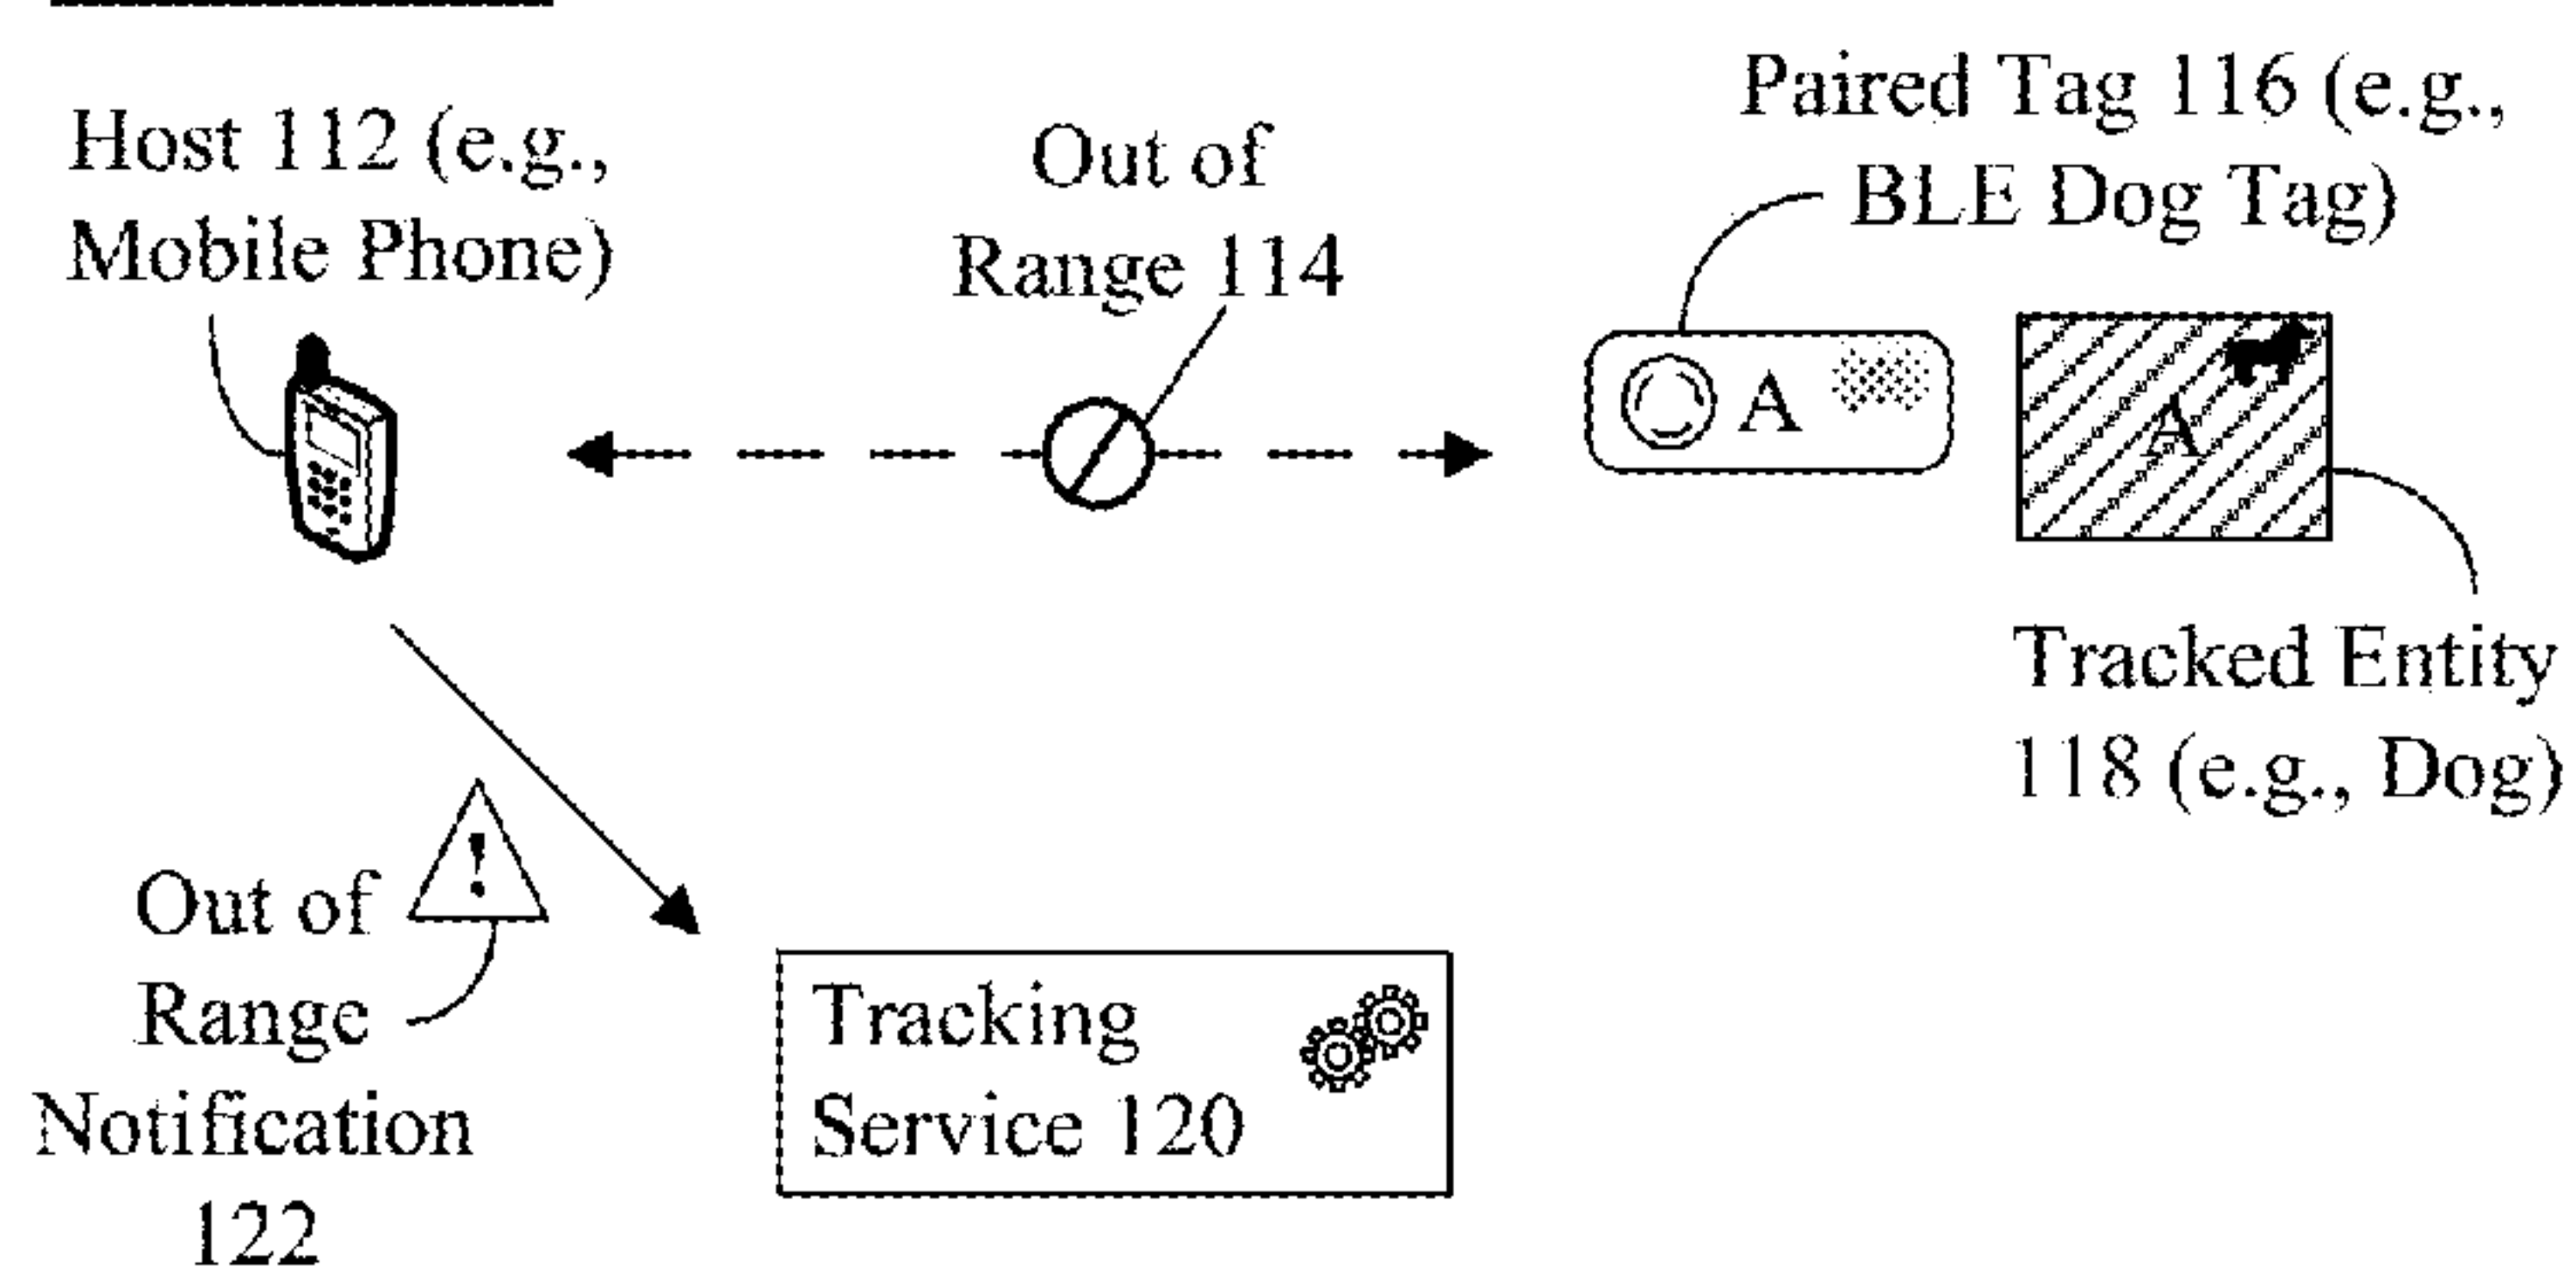 Host 112 (e.g.,
Mobile Phone)
Out of
Range 114
Paired Tag 116 (e.g.,
BLE Dog Tag)
A
A
Tracked Entity
118 (e.g., Dog)
!
Out of
Range
Notification
122
Tracking
Service 120